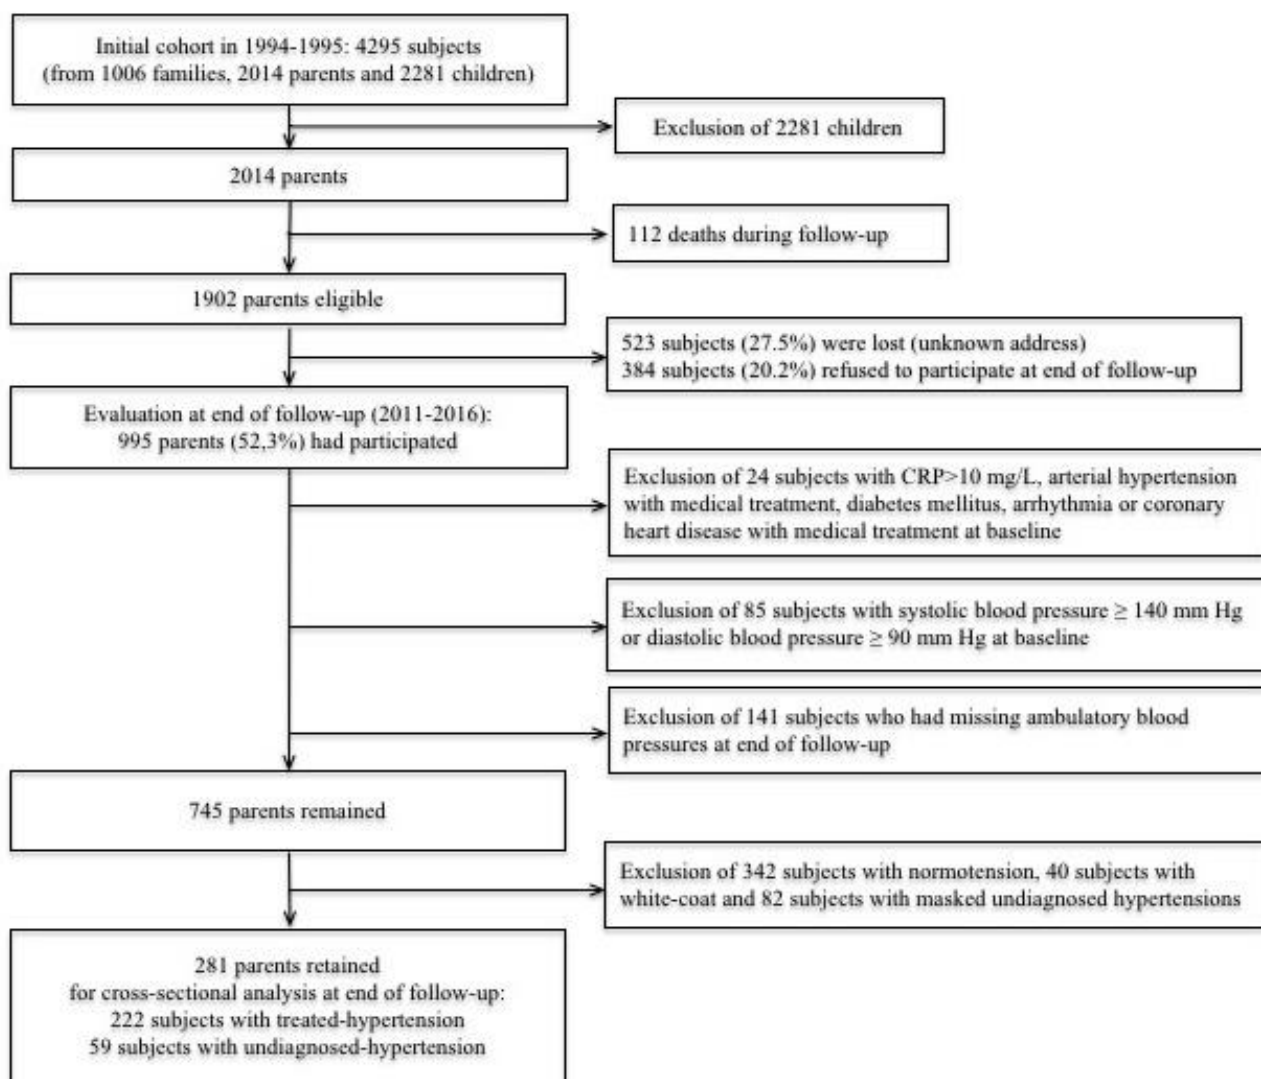 Initial cohort in 1994-1995: 4295 subjects
(from 1006 families, 2014 parents and 2281 children)
Exclusion of 2281 children
2014 parents
112 deaths during follow-up
1902 parents eligible
523 subjects (27.5%) were lost (unknown address)
384 subjects (20.2%) refused to participate at end of follow-up
Evaluation at end of follow-up (2011-2016):
995 parents (52,3%) had participated
Exclusion of 24 subjects with CRP>10 mg/L, arterial hypertension
with medical treatment, diabetes mellitus, arrhythmia or coronary
heart disease with medical treatment at baseline
Exclusion of 85 subjects with systolic blood pressure ≥ 140 mm Hg
or diastolic blood pressure ≥ 90 mm Hg at baseline
Exclusion of 141 subjects who had missing ambulatory blood
pressures at end of follow-up
745 parents remained
Exclusion of 342 subjects with normotension, 40 subjects with
white-coat and 82 subjects with masked undiagnosed hypertensions
281 parents retained
for cross-sectional analysis at end of follow-up:
222 subjects with treated-hypertension
59 subjects with undiagnosed-hypertension